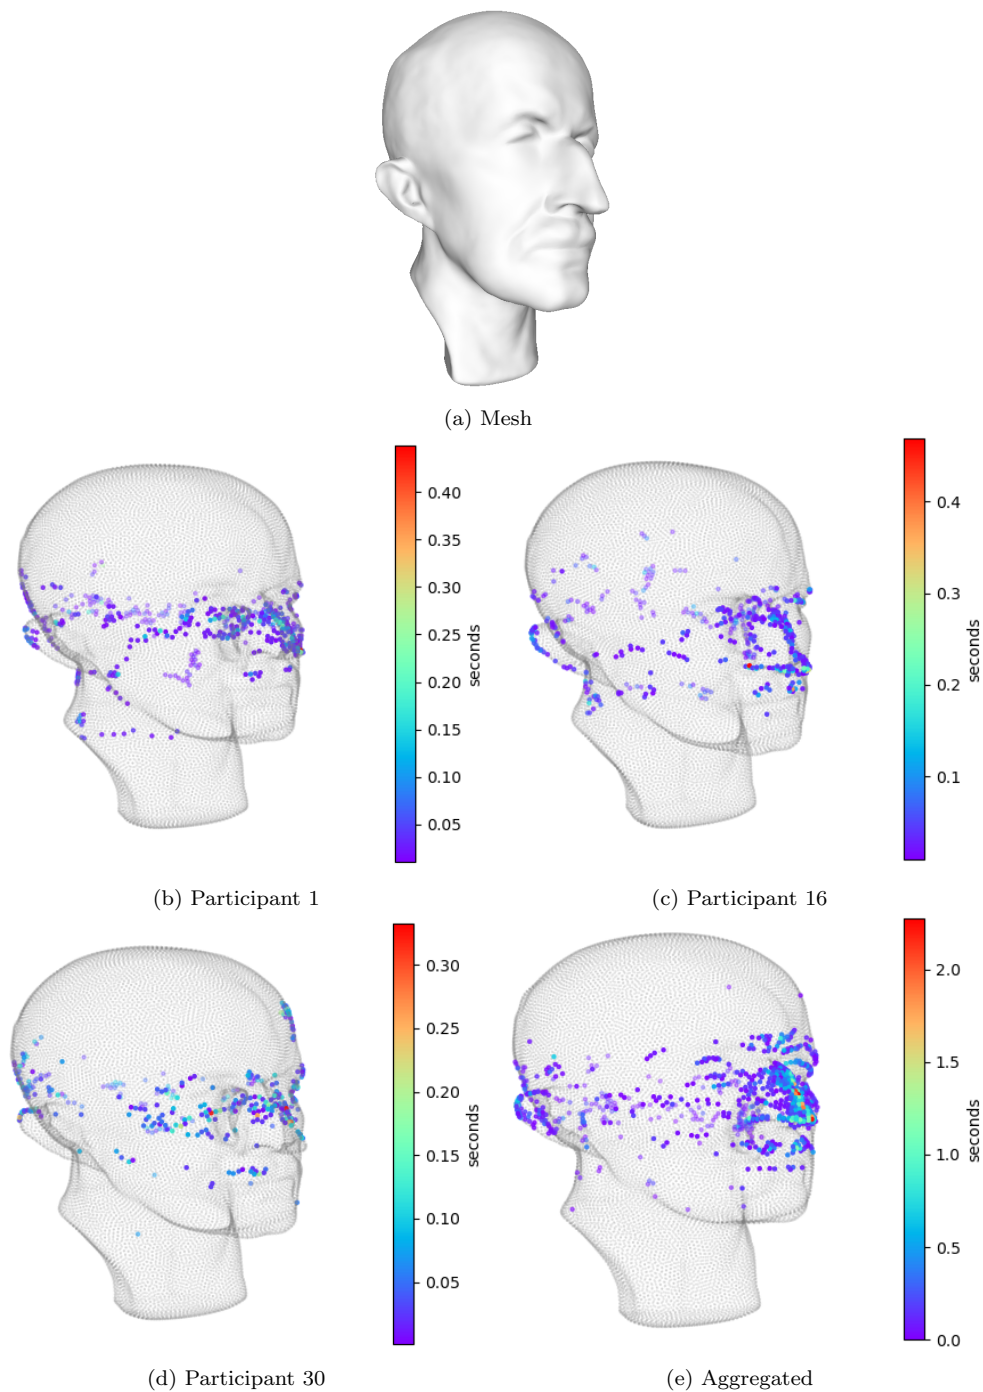 (a) Mesh
0.40
0.35
0.30
0.25
0.20
0.15
0.10
0.05
seconds
0.4
0.3
0.2
0.1
seconds
(b) Participant 1
(c) Participant 16
0.30
0.25
0.20
0.15
0.10
0.05
seconds
2.0
1.5
1.0
0.5
0.0
seconds
(d) Participant 30
(e) Aggregated